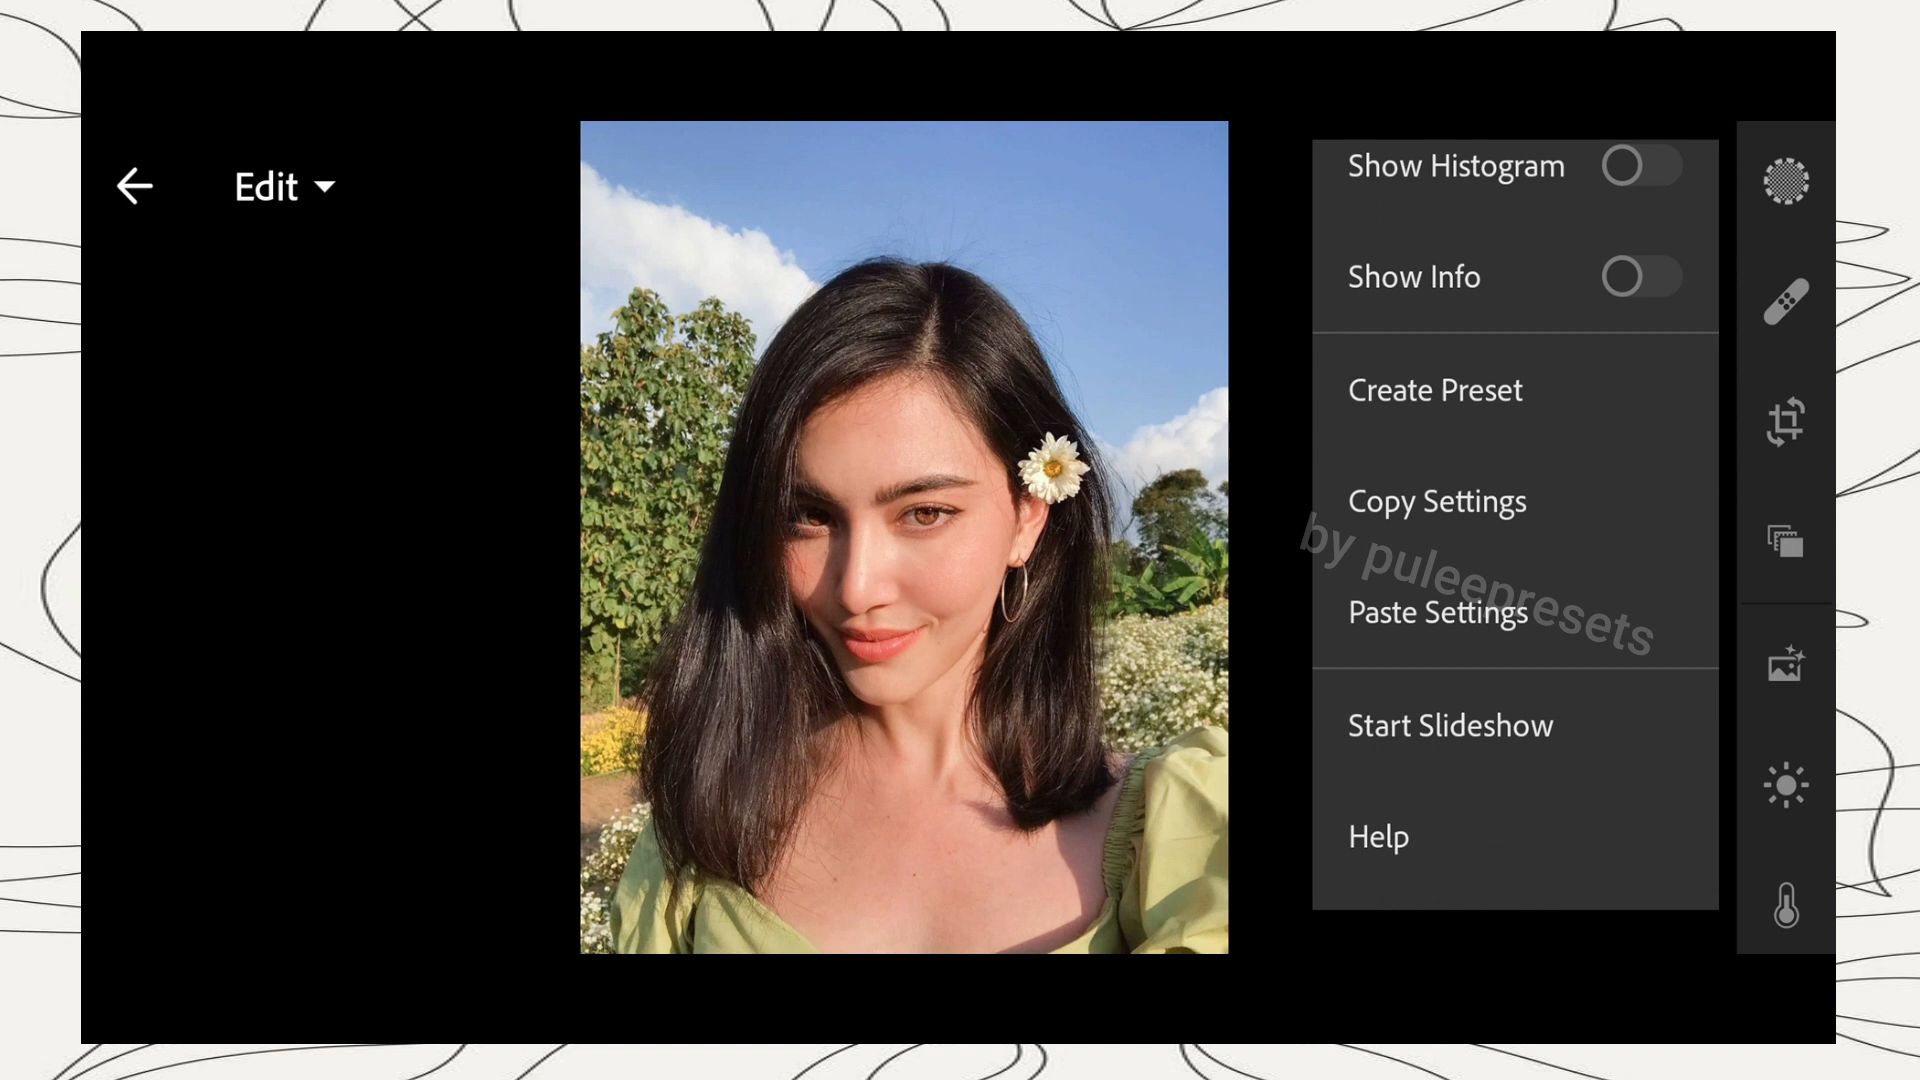 Edit
Show Histogram
Show Info
Create Preset
Copy Settings
by puleepresets
Paste Settings
Start Slideshow
Help